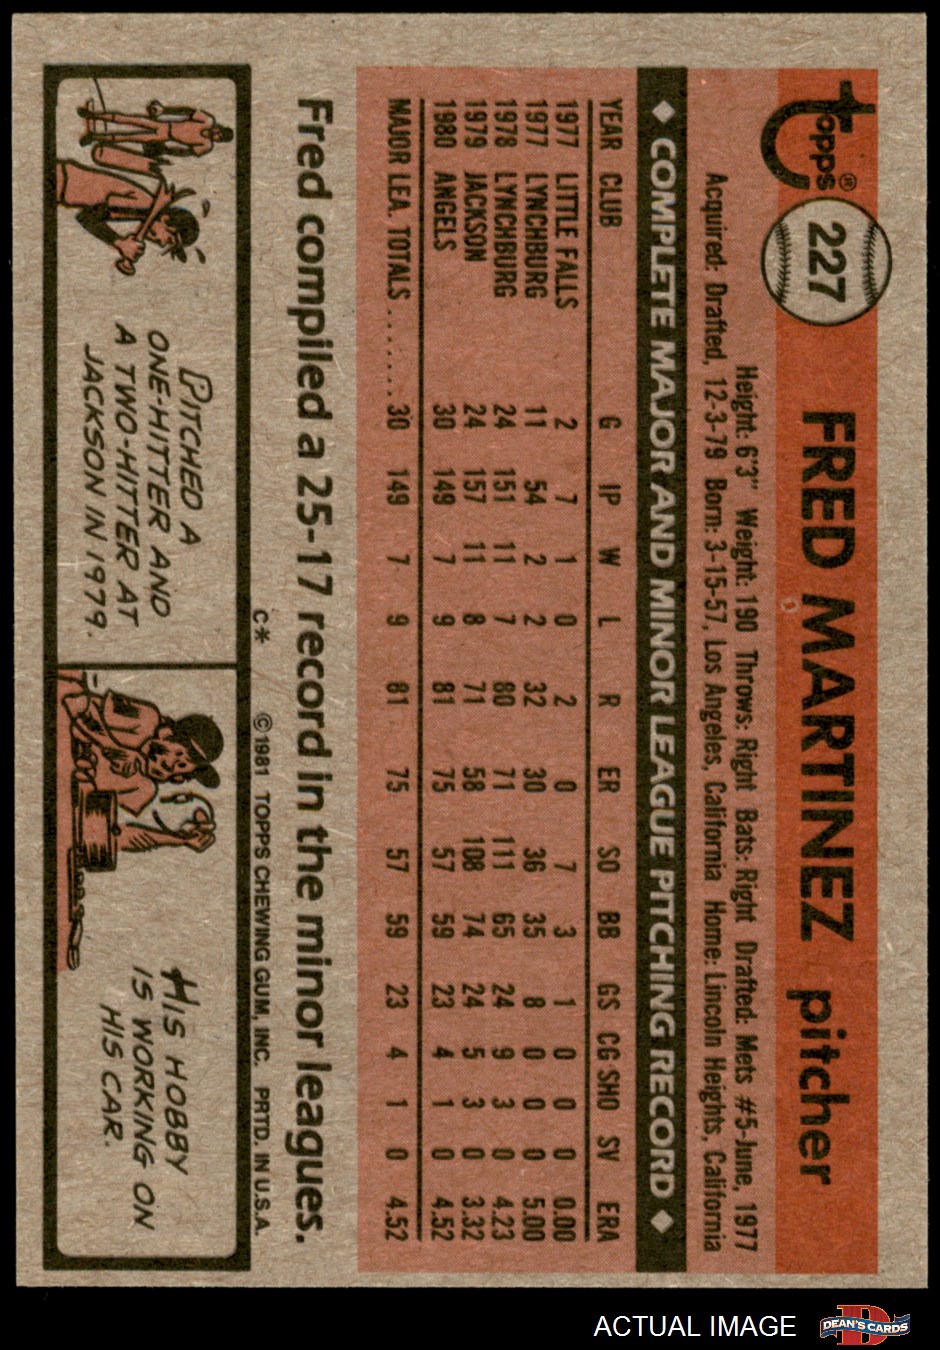 topps®
227
FRED MARTINEZ pitcher
Height: 6'3" Weight: 190 Throws: Right Bats: Right Drafted: Mets #5-June, 1977
Acquired: Drafted, 12-3-79 Born: 3-15-57, Los Angeles, California Home: Lincoln Heights, California
◆ COMPLETE MAJOR AND MINOR LEAGUE PITCHING RECORD ◆
YEAR CLUB G IP W L R ER SO BB GS CG SHO SV ERA
1977 LITTLE FALLS 2 7 1 0 2 0 7 3 1 0 0 0 0.00
1977 LYNCHBURG 11 54 2 2 32 30 36 35 8 0 0 0 5.00
1978 LYNCHBURG 24 151 11 7 80 71 111 65 24 9 3 0 4.23
1979 JACKSON 24 157 11 8 71 58 108 74 24 5 3 0 3.32
1980 ANGELS 30 149 7 9 81 75 57 59 23 4 1 0 4.52
MAJOR LEA. TOTALS....... 30 149 7 9 81 75 57 59 23 4 1 0 4.52
Fred compiled a 25-17 record in the minor leagues.
C* ©1981 TOPPS CHEWING GUM, INC. PRTD. IN U.S.A.
PITCHED A
ONE-HITTER AND
A TWO-HITTER AT
JACKSON IN 1979.
HIS HOBBY
IS WORKING ON
HIS CAR.
ACTUAL IMAGE
D
DEAN'S CARDS